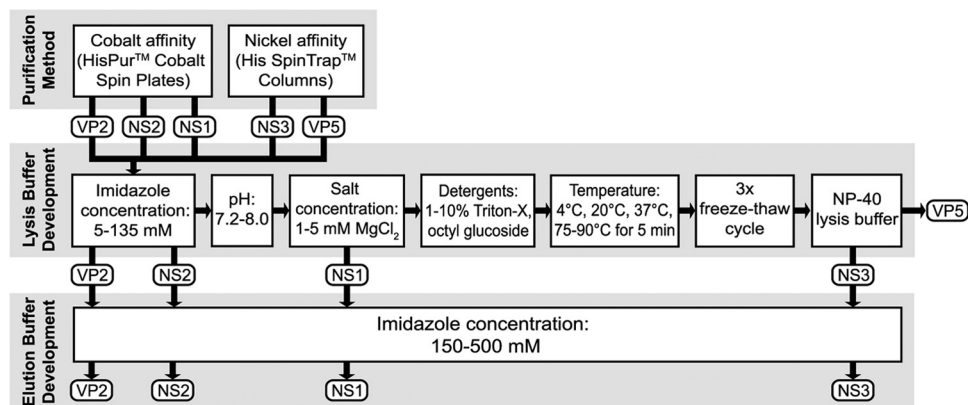 Purification
Method
Cobalt affinity
(HisPur™ Cobalt
Spin Plates)
Nickel affinity
(His SpinTrap™
Columns)
VP2
NS2
NS1
NS3
VP5
Lysis Buffer
Development
Imidazole
concentration:
5-135 mM
pH:
7.2-8.0
Salt
concentration:
1-5 mM MgCl₂
Detergents:
1-10% Triton-X,
octyl glucoside
Temperature:
4°C, 20°C, 37°C,
75-90°C for 5 min
3x
freeze-thaw
cycle
NP-40
lysis buffer
VP5
VP2
NS2
NS1
NS3
Elution Buffer
Development
Imidazole concentration:
150-500 mM
VP2
NS2
NS1
NS3